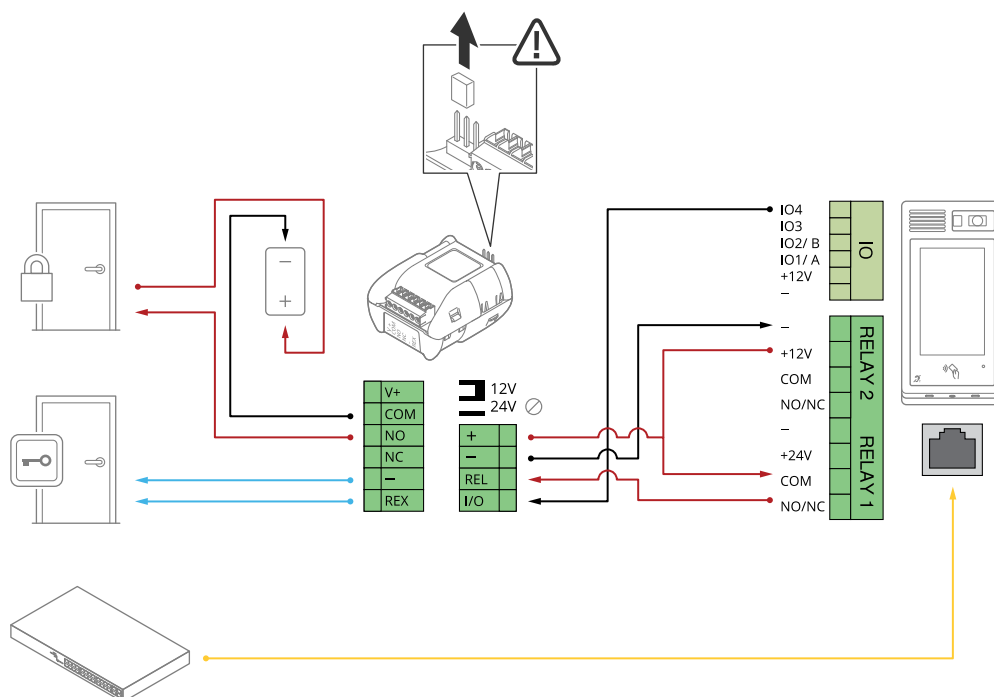 IO4
IO3
IO2/ B
IO1/ A
+12V
–
IO
–
+12V
COM
NO/NC
–
+24V
COM
NO/NC
RELAY 2
RELAY 1
12V
24V
V+
COM
NO
NC
–
REX
+
–
REL
I/O
–
+